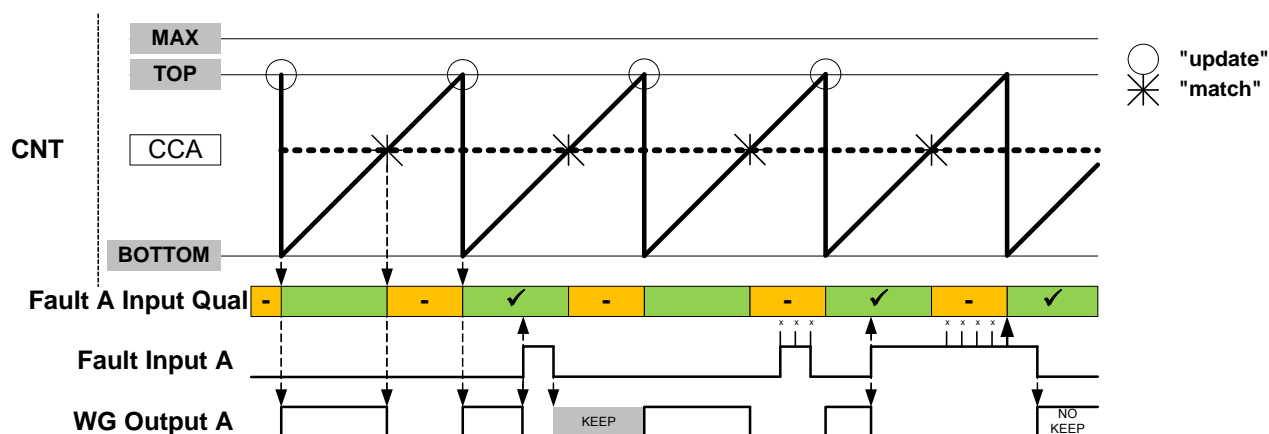 MAX
TOP
"update"
"match"
CNT
CCA
BOTTOM
Fault A Input Qual
- - ✓ - - ✓ - ✓
x x x x x x x
Fault Input A
WG Output A
KEEP
NO
KEEP